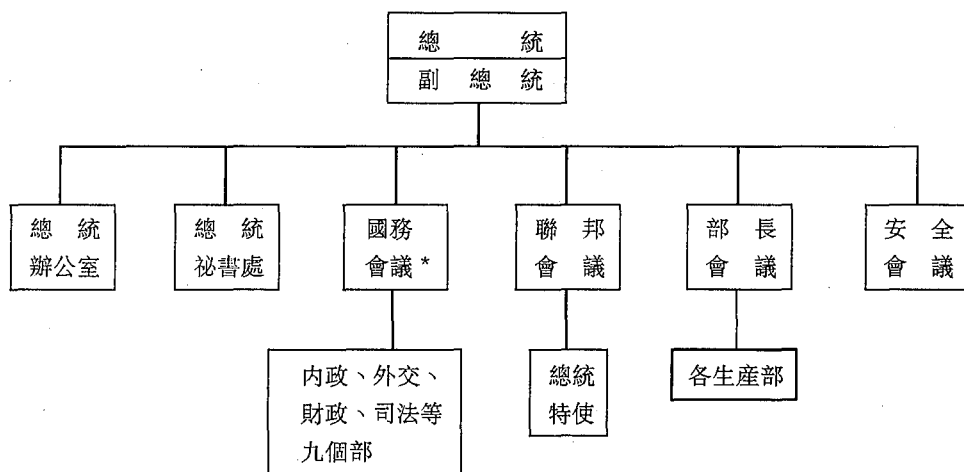 總統
副總統
總統
辦公室
總統
祕書處
國務
會議*
聯邦
會議
部長
會議
安全
會議
內政、外交、
財政、司法等
九個部
總統
特使
各生產部